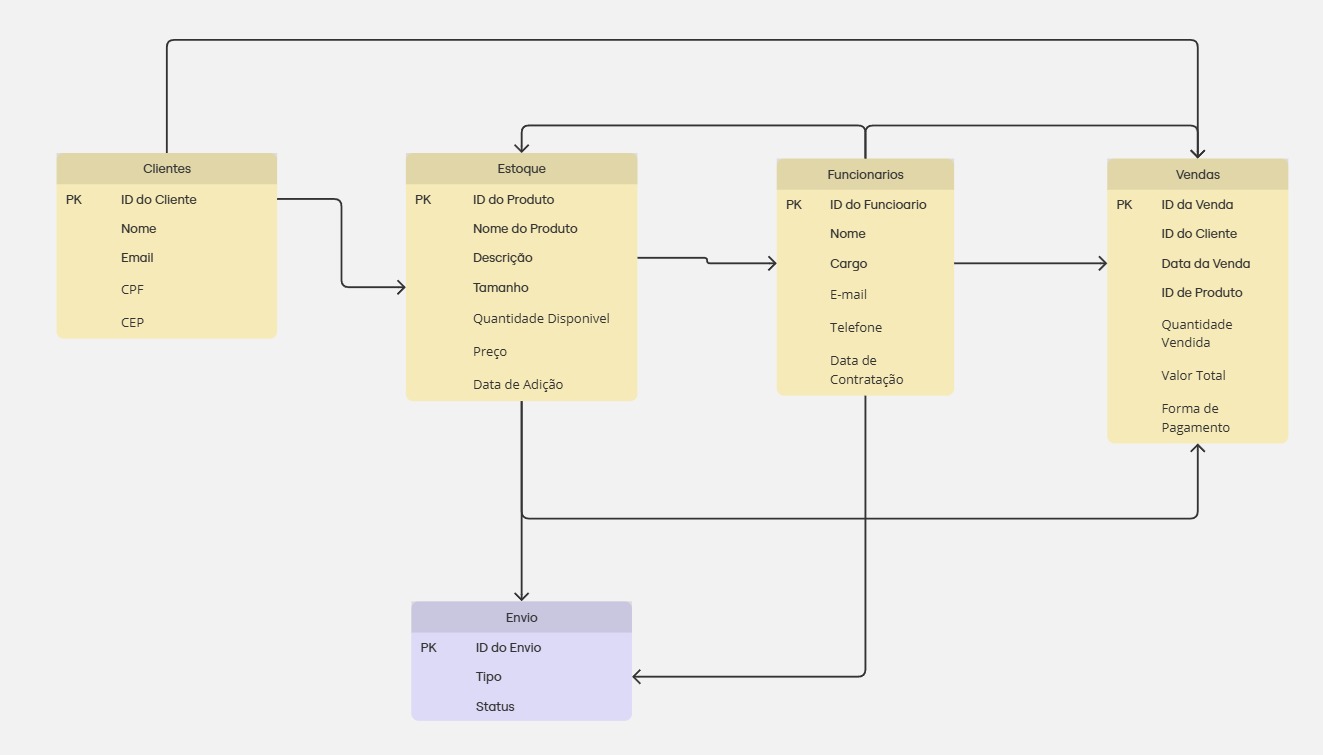 Clientes
PK ID do Cliente
Nome
Email
CPF
CEP
Estoque
PK ID do Produto
Nome do Produto
Descrição
Tamanho
Quantidade Disponivel
Preço
Data de Adição
Funcionarios
PK ID do Funcioario
Nome
Cargo
E-mail
Telefone
Data de
Contratação
Vendas
PK ID da Venda
ID do Cliente
Data da Venda
ID de Produto
Quantidade
Vendida
Valor Total
Forma de
Pagamento
Envio
PK ID do Envio
Tipo
Status